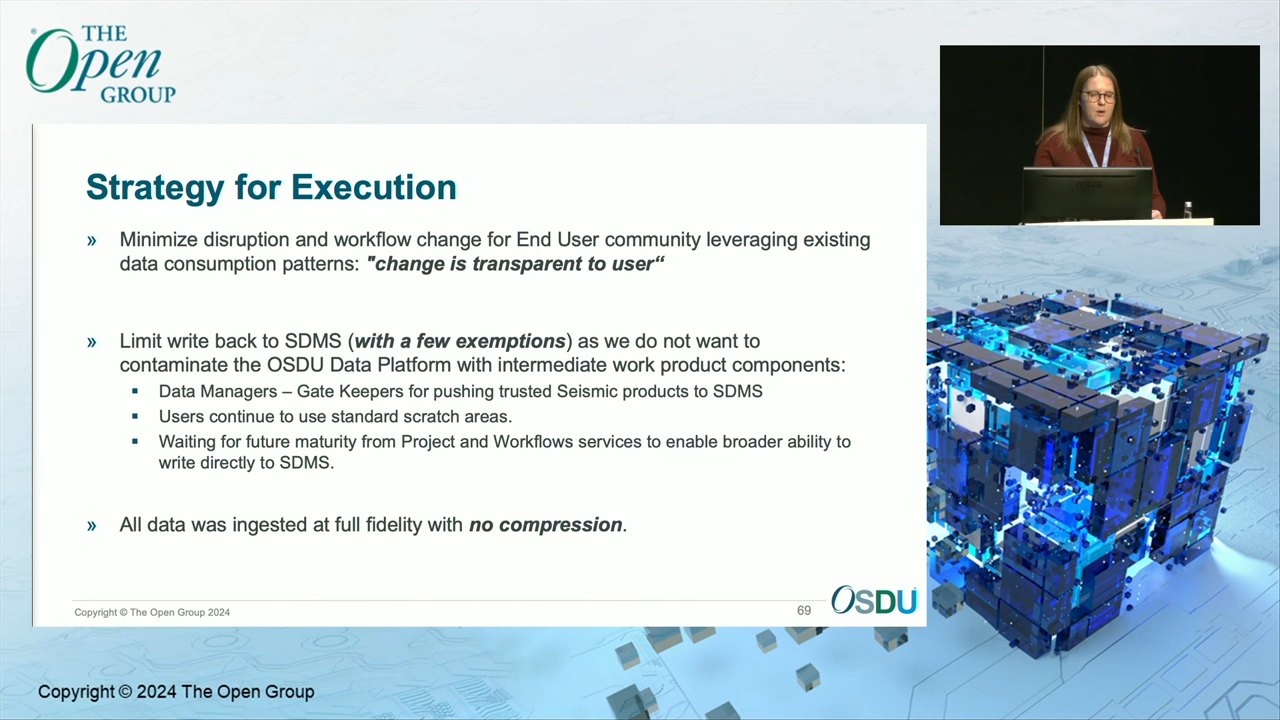 THE
Open
GROUP
Strategy for Execution
» Minimize disruption and workflow change for End User community leveraging existing
data consumption patterns: "change is transparent to user“
» Limit write back to SDMS (with a few exemptions) as we do not want to
contaminate the OSDU Data Platform with intermediate work product components:
▪ Data Managers – Gate Keepers for pushing trusted Seismic products to SDMS
▪ Users continue to use standard scratch areas.
▪ Waiting for future maturity from Project and Workflows services to enable broader ability to
write directly to SDMS.
» All data was ingested at full fidelity with no compression.
Copyright © The Open Group 2024
69
OSDU
Copyright © 2024 The Open Group